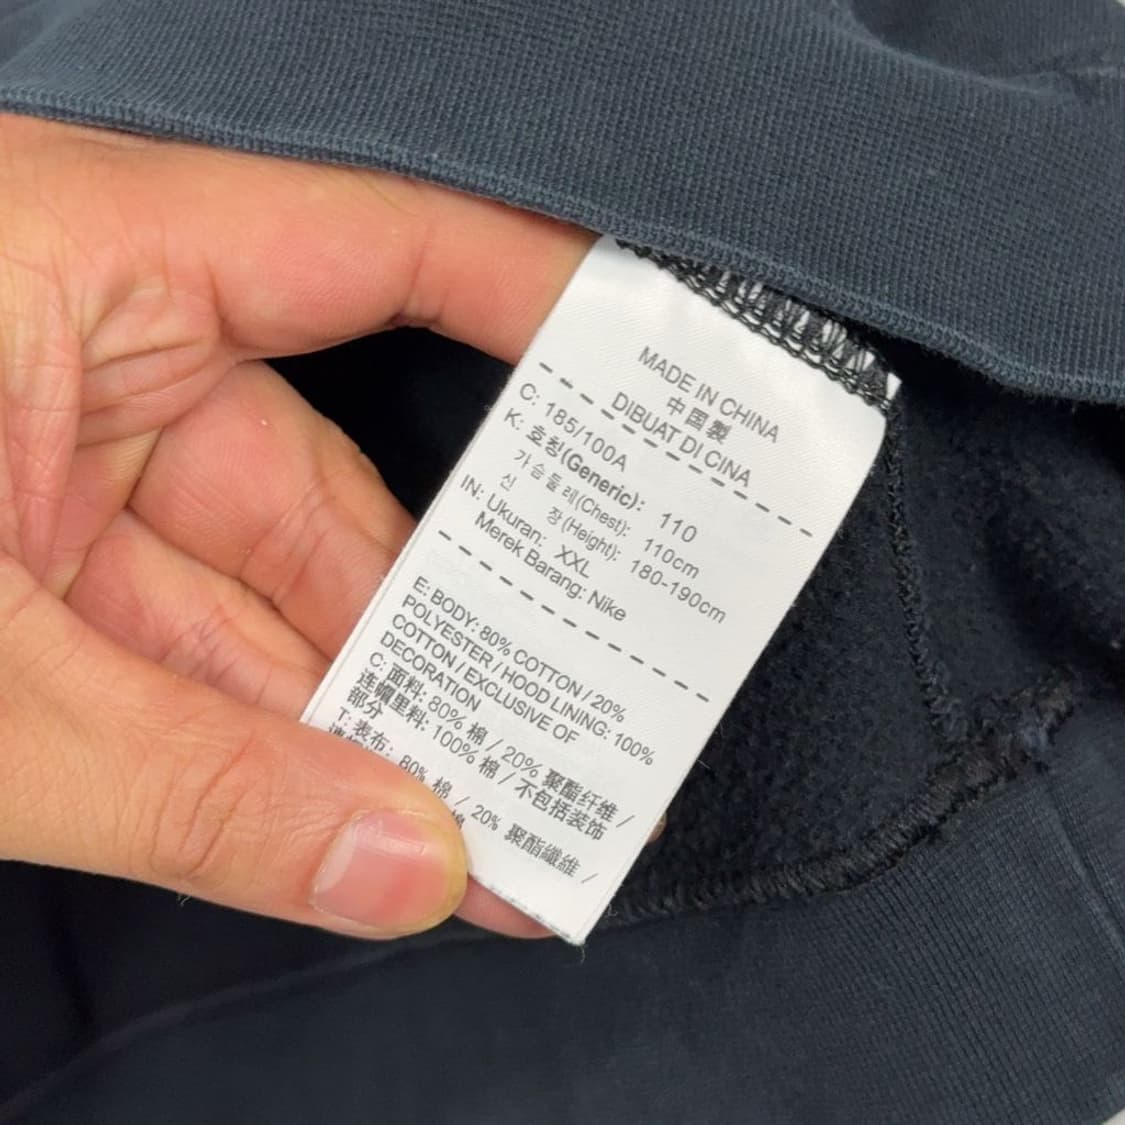 MADE IN CHINA
中国製
DIBUAT DI CINA
C: 185/100A
K: 호칭(Generic): 110
가슴둘레(Chest): 110cm
신 장(Height): 180-190cm
IN: Ukuran: XXL
Merek Barang: Nike
E: BODY: 80% COTTON / 20%
POLYESTER / HOOD LINING: 100%
COTTON / EXCLUSIVE OF
DECORATION
C: 面料: 80% 棉 / 20% 聚酯纤维 /
连帽里料: 100% 棉 / 不包括装饰
部分
T: 表布: 80% 棉 / 20% 聚酯纖維 /